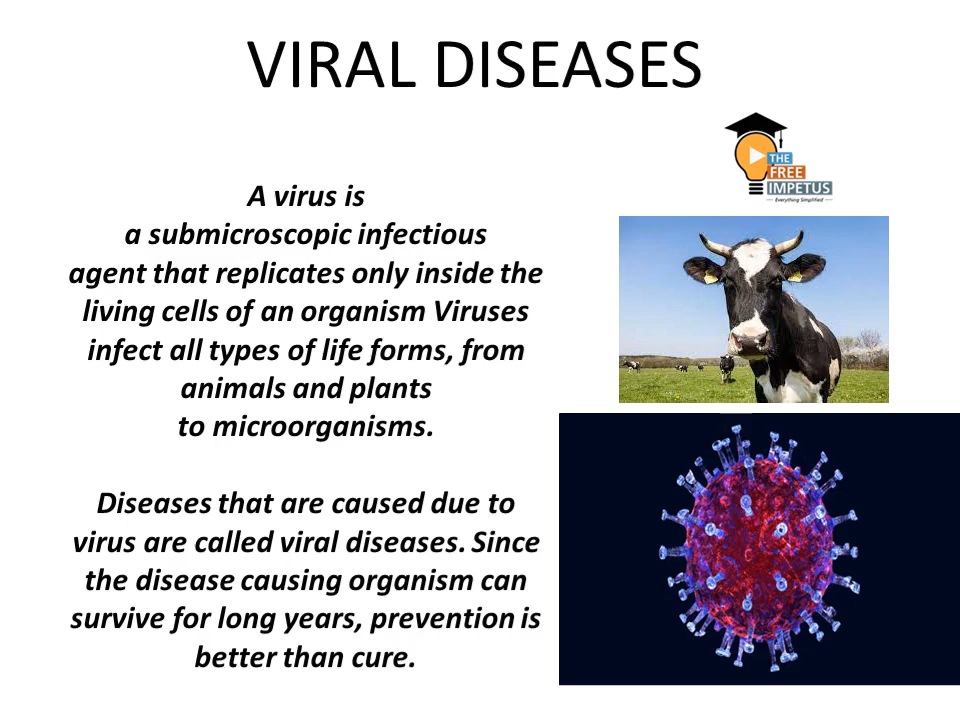 VIRAL DISEASES
THE
FREE
IMPETUS
Everything Simplified
A virus is
a submicroscopic infectious
agent that replicates only inside the
living cells of an organism Viruses
infect all types of life forms, from
animals and plants
to microorganisms.
Diseases that are caused due to
virus are called viral diseases. Since
the disease causing organism can
survive for long years, prevention is
better than cure.